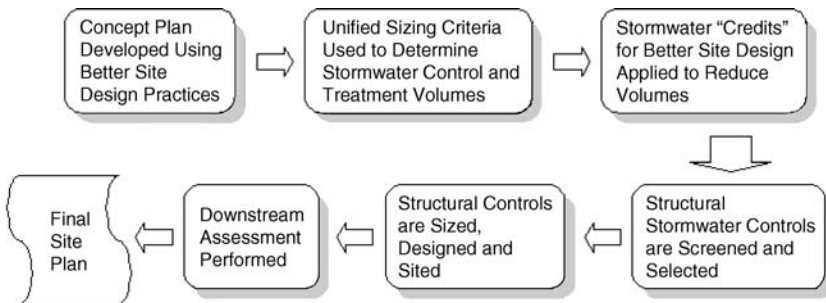 Concept Plan
Developed Using
Better Site
Design Practices
Unified Sizing Criteria
Used to Determine
Stormwater Control and
Treatment Volumes
Stormwater “Credits”
for Better Site Design
Applied to Reduce
Volumes
Structural
Stormwater Controls
are Screened and
Selected
Structural Controls
are Sized,
Designed and
Sited
Downstream
Assessment
Performed
Final
Site
Plan